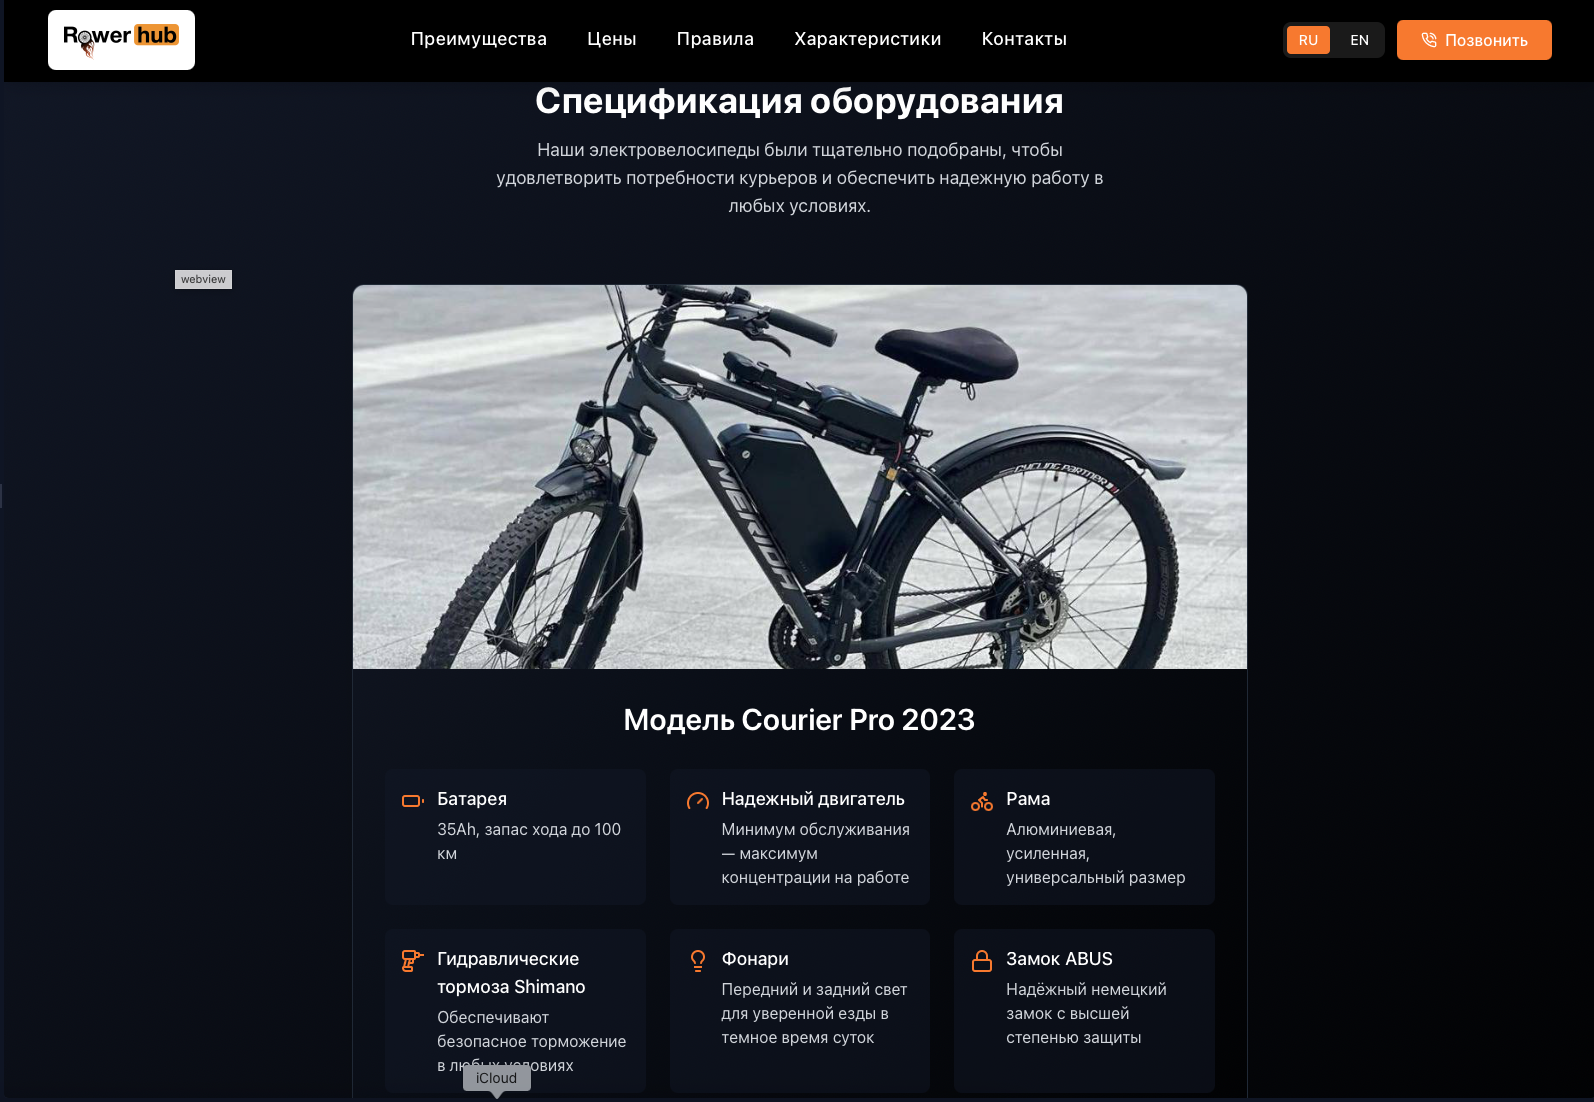 Rower hub
Преимущества
Цены
Правила
Характеристики
Контакты
RU
EN
Позвонить
Спецификация оборудования
Наши электровелосипеды были тщательно подобраны, чтобы
удовлетворить потребности курьеров и обеспечить надежную работу в
любых условиях.
webview
MERIDA
CYCLING PARTNER
Модель Courier Pro 2023
Батарея
35Ah, запас хода до 100
км
Надежный двигатель
Минимум обслуживания
— максимум
концентрации на работе
Рама
Алюминиевая,
усиленная,
универсальный размер
Гидравлические
тормоза Shimano
Обеспечивают
безопасное торможение
в любых условиях
Фонари
Передний и задний свет
для уверенной езды в
темное время суток
Замок ABUS
Надёжный немецкий
замок с высшей
степенью защиты
iCloud